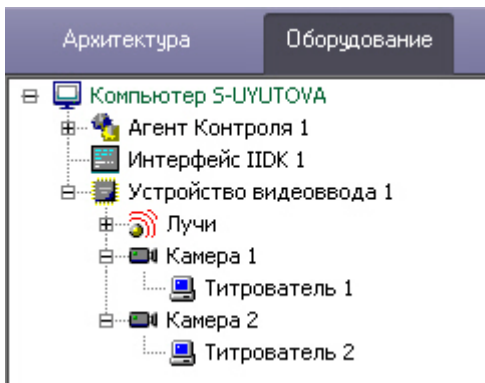 Архитектура Оборудование
Компьютер S-UYUTOVA
Агент Контроля 1
Интерфейс IIDK 1
Устройство видеоввода 1
Лучи
Камера 1
Титрователь 1
Камера 2
Титрователь 2